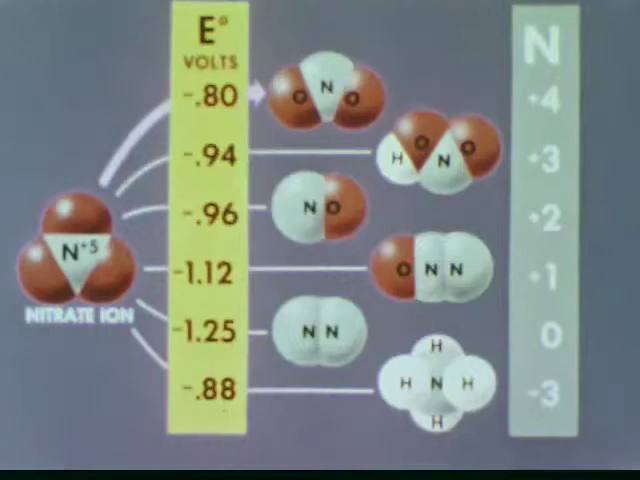 E° N
VOLTS
-.80 O N O +4
-.94 H O N O +3
-.96 N O +2
N+5
-1.12 O N N +1
NITRATE ION
-1.25 N N 0
-.88 H H N H H -3